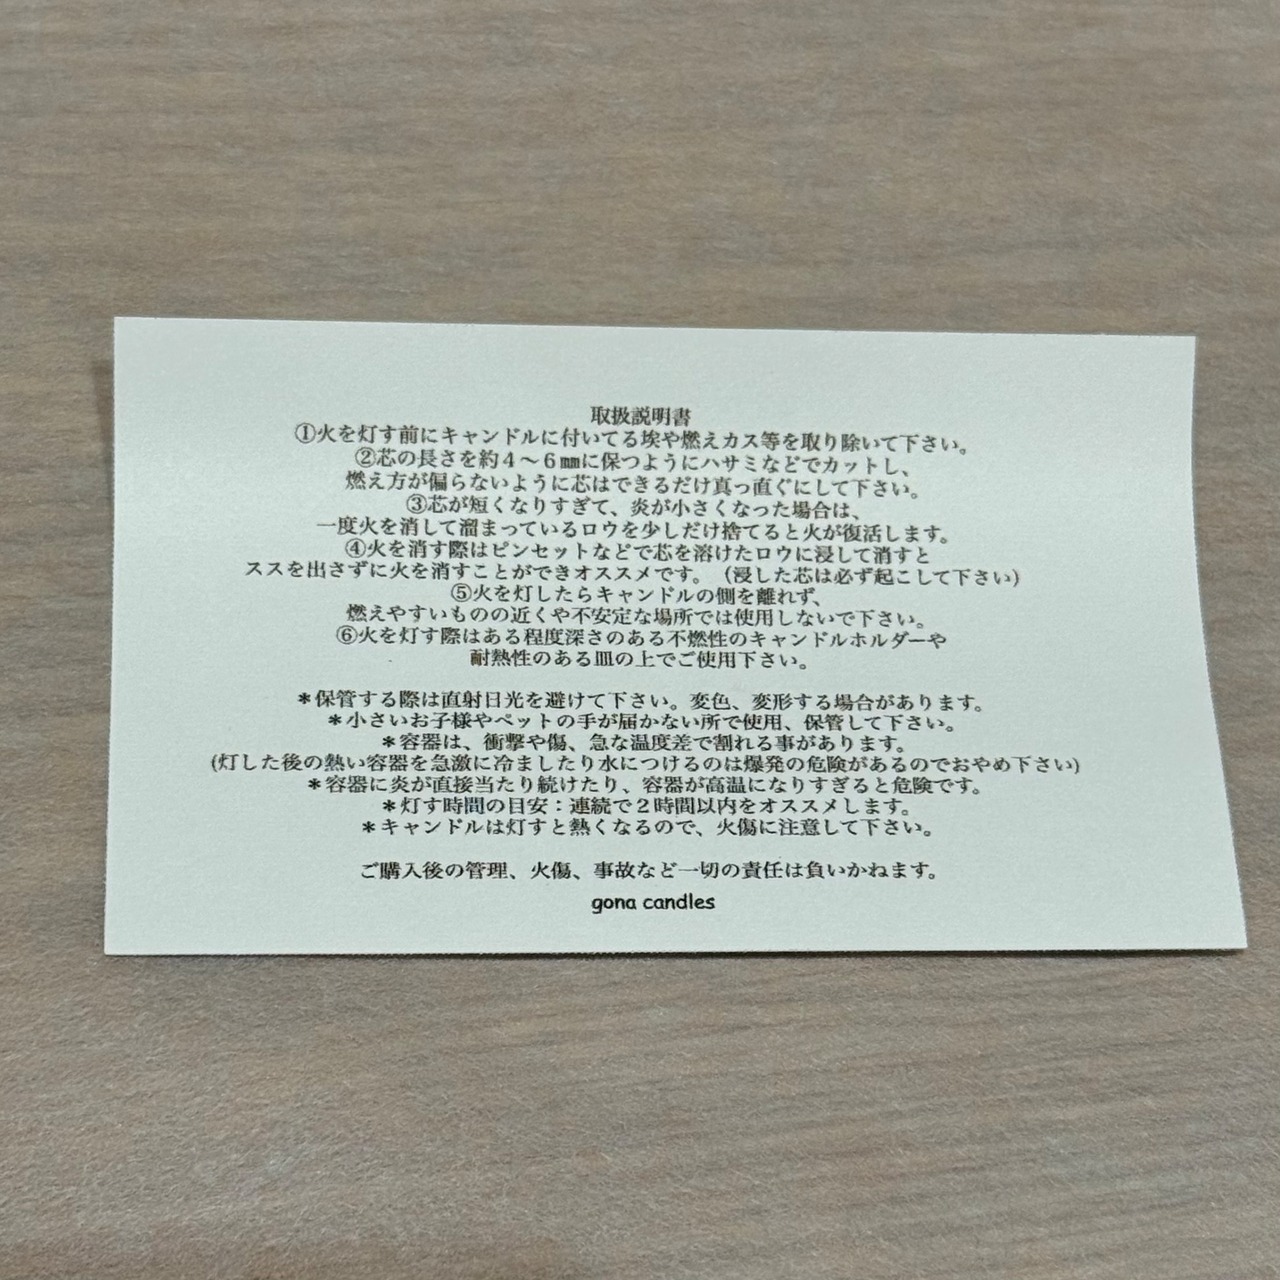 取扱説明書
①火を灯す前にキャンドルに付いてる埃や燃えカス等を取り除いて下さい。
②芯の長さを約４～６㎜に保つようにハサミなどでカットし、
燃え方が偏らないように芯はできるだけ真っ直ぐにして下さい。
③芯が短くなりすぎて、炎が小さくなった場合は、
一度火を消して溜まっているロウを少しだけ捨てると火が復活します。
④火を消す際はピンセットなどで芯を溶けたロウに浸して消すと
ススを出さずに火を消すことができオススメです。（浸した芯は必ず起こして下さい）
⑤火を灯したらキャンドルの側を離れず、
燃えやすいものの近くや不安定な場所では使用しないで下さい。
⑥火を灯す際はある程度深さのある不燃性のキャンドルホルダーや
耐熱性のある皿の上でご使用下さい。
＊保管する際は直射日光を避けて下さい。変色、変形する場合があります。
＊小さいお子様やペットの手が届かない所で使用、保管して下さい。
＊容器は、衝撃や傷、急な温度差で割れる事があります。
(灯した後の熱い容器を急激に冷ましたり水につけるのは爆発の危険があるのでおやめ下さい)
＊容器に炎が直接当たり続けたり、容器が高温になりすぎると危険です。
＊灯す時間の目安：連続で２時間以内をオススメします。
＊キャンドルは灯すと熱くなるので、火傷に注意して下さい。
ご購入後の管理、火傷、事故など一切の責任は負いかねます。
gona candles